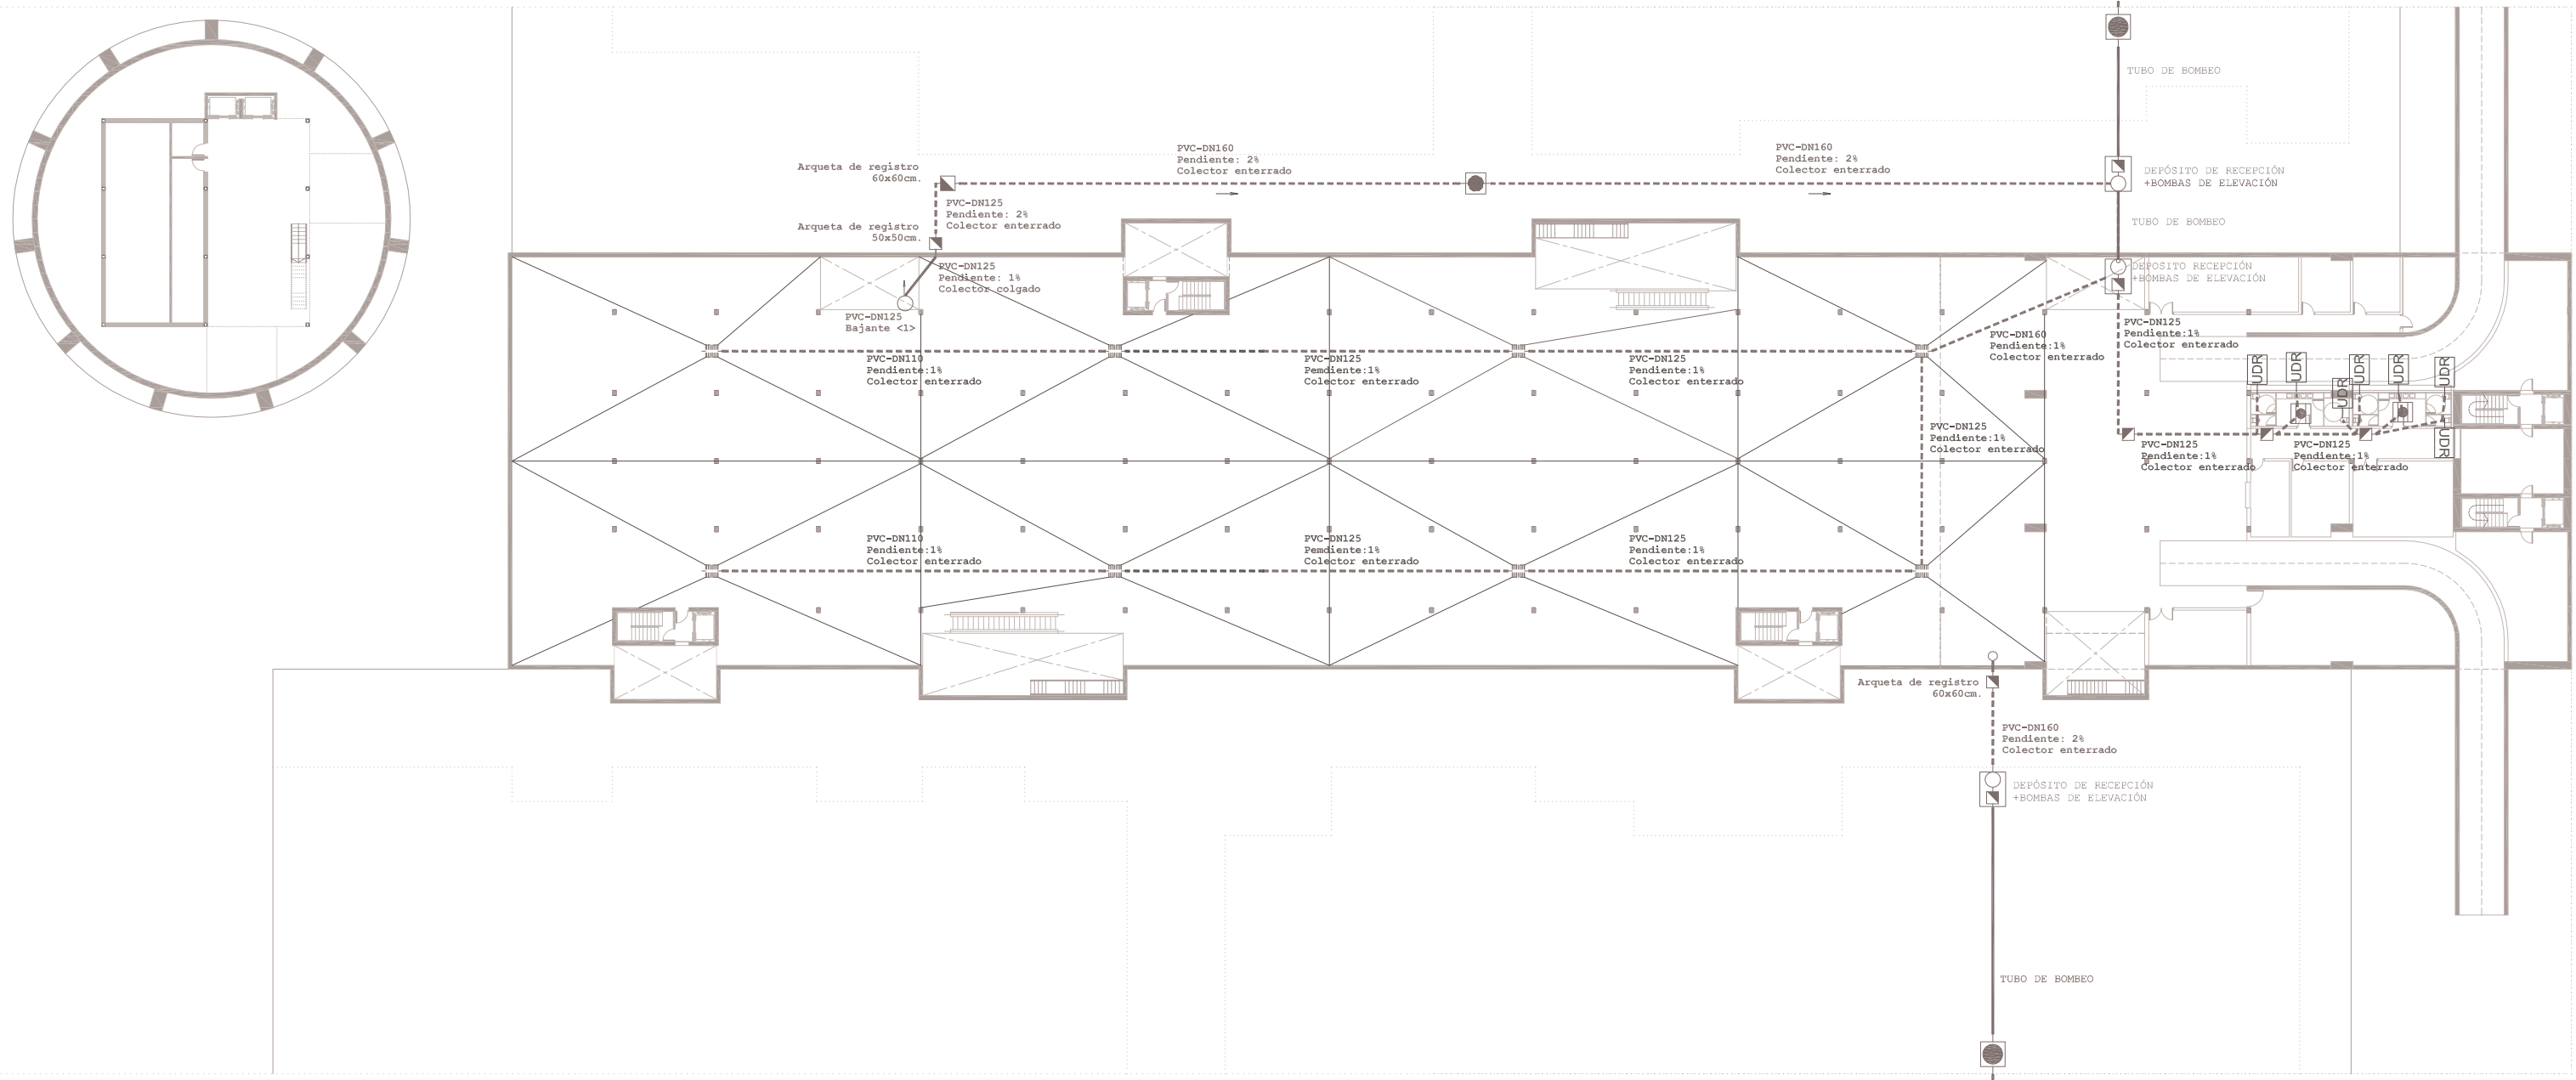 TUBO DE BOMBEO
PVC-DN160
Pendiente: 2%
Colector enterrado
PVC-DN160
Pendiente: 2%
Colector enterrado
Arqueta de registro
60x60cm.
DEPÓSITO DE RECEPCIÓN
+BOMBAS DE ELEVACIÓN
PVC-DN125
Pendiente: 2%
Colector enterrado
Arqueta de registro
50x50cm.
TUBO DE BOMBEO
PVC-DN125
Pendiente: 1%
Colector colgado
DEPÓSITO RECEPCIÓN
+BOMBAS DE ELEVACIÓN
PVC-DN125
Bajante <1>
PVC-DN160
Pendiente:1%
Colector enterrado
PVC-DN125
Pendiente:1%
Colector enterrado
PVC-DN110
Pendiente:1%
Colector enterrado
PVC-DN125
Pemdiente:1%
Colector enterrado
PVC-DN125
Pendiente:1%
Colector enterrado
UDR
UDR
UDR
UDR
UDR
UDR
UDR
PVC-DN125
Pendiente:1%
Colector enterrado
PVC-DN125
Pendiente:1%
Colector enterrado
PVC-DN125
Pendiente:1%
Colector enterrado
PVC-DN110
Pendiente:1%
Colector enterrado
PVC-DN125
Pemdiente:1%
Colector enterrado
PVC-DN125
Pendiente:1%
Colector enterrado
Arqueta de registro
60x60cm.
PVC-DN160
Pendiente: 2%
Colector enterrado
DEPÓSITO DE RECEPCIÓN
+BOMBAS DE ELEVACIÓN
TUBO DE BOMBEO